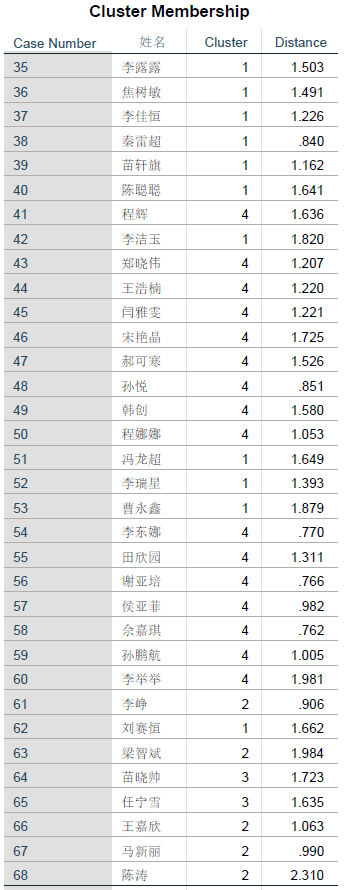 Cluster Membership
Case Number 姓名 Cluster Distance
35 李露露 1 1.503
36 焦树敏 1 1.491
37 李佳恒 1 1.226
38 秦雷超 1 .840
39 苗轩旗 1 1.162
40 陈聪聪 1 1.641
41 程辉 4 1.636
42 李洁玉 1 1.820
43 郑晓伟 4 1.207
44 王浩楠 4 1.220
45 闫雅雯 4 1.221
46 宋艳晶 4 1.725
47 郝可寒 4 1.526
48 孙悦 4 .851
49 韩创 4 1.580
50 程娜娜 4 1.053
51 冯龙超 1 1.649
52 李瑞星 1 1.393
53 曹永鑫 1 1.879
54 李东娜 4 .770
55 田欣园 4 1.311
56 谢亚培 4 .766
57 侯亚菲 4 .982
58 佘嘉琪 4 .762
59 孙鹏航 4 1.005
60 李举举 4 1.981
61 李峥 2 .906
62 刘赛恒 1 1.662
63 梁智斌 2 1.984
64 苗晓帅 3 1.723
65 任宁雪 3 1.635
66 王嘉欣 2 1.063
67 马新丽 2 .990
68 陈涛 2 2.310